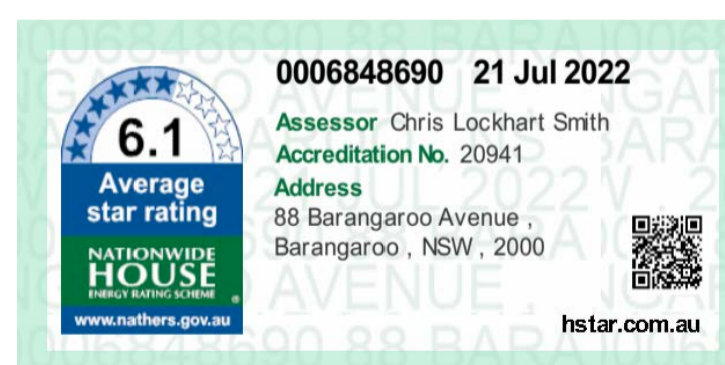 0006848690 21 Jul 2022
Assessor Chris Lockhart Smith
Accreditation No. 20941
Address
88 Barangaroo Avenue ,
Barangaroo , NSW , 2000
hstar.com.au
6.1
Average
star rating
NATIONWIDE
HOUSE
ENERGY RATING SCHEME ®
www.nathers.gov.au